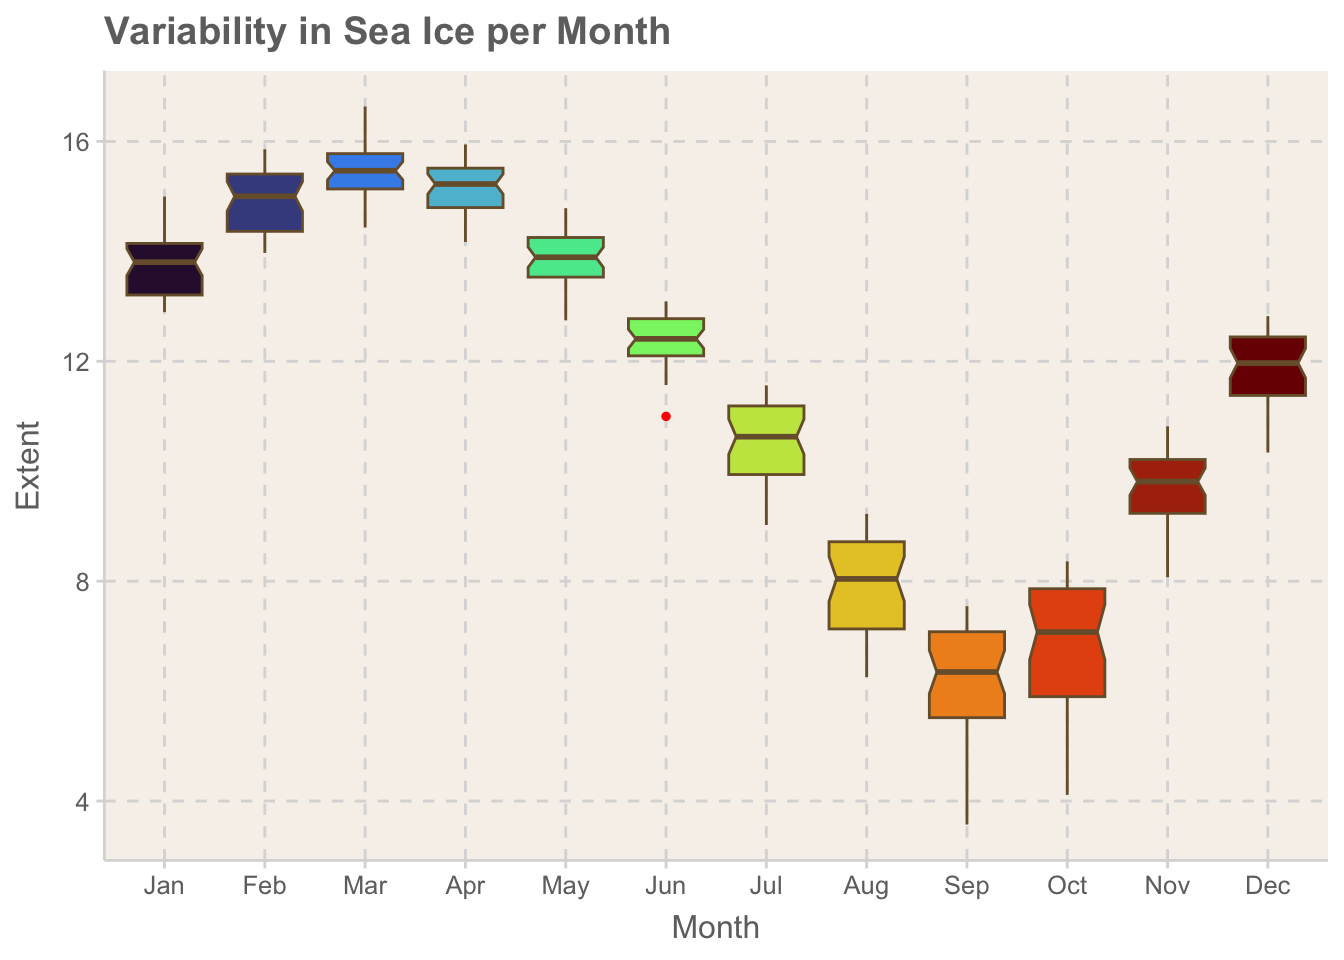 Variability in Sea Ice per Month
Extent
16
12
8
4
Jan Feb Mar Apr May Jun Jul Aug Sep Oct Nov Dec
Month